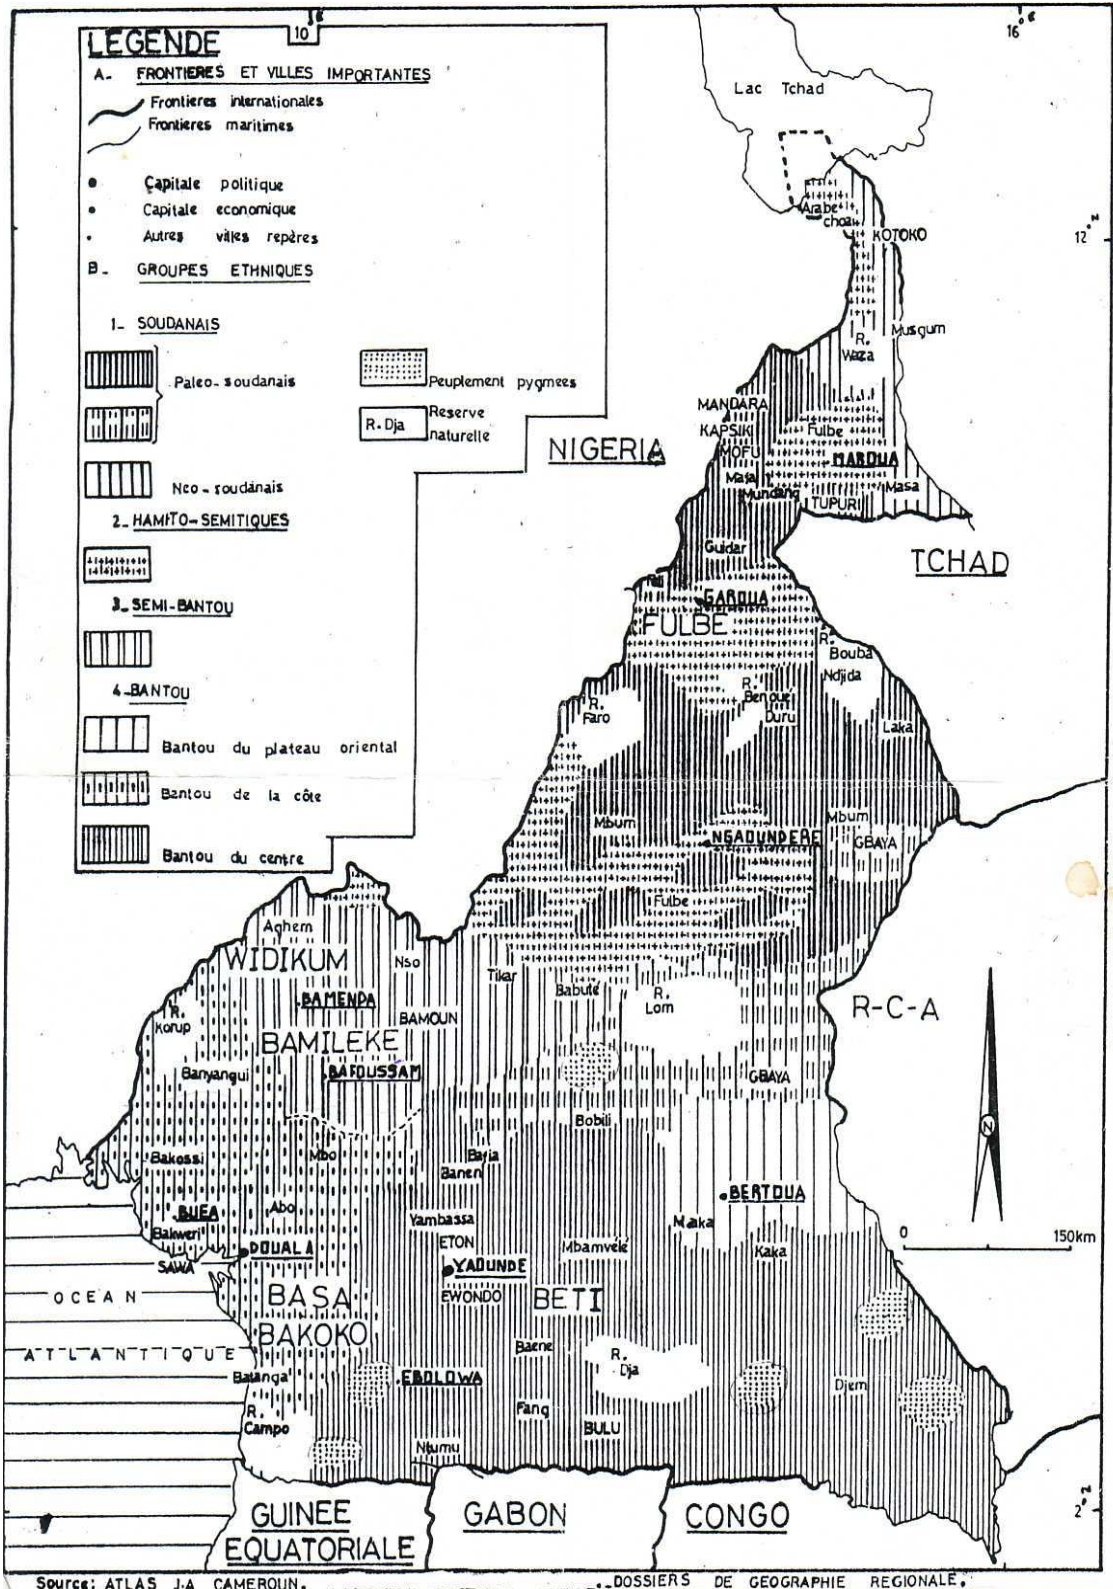 10°E
16°E
LEGENDE
A- FRONTIERES ET VILLES IMPORTANTES
Frontieres internationales
Frontieres maritimes
Capitale politique
Capitale economique
Autres villes repères
B- GROUPES ETHNIQUES
1- SOUDANAIS
Paleo-soudanais
Peuplement pygmees
R. Dja
Reserve naturelle
Neo-soudanais
2- HAMITO-SEMITIQUES
3- SEMI-BANTOU
4- BANTOU
Bantou du plateau oriental
Bantou de la côte
Bantou du centre
Lac Tchad
Arabe
choa
12°N
KOTOKO
Musgum
R.
Waza
MANDARA
KAPSIK
Fulbe
NIGERIA
MOFU
MAROUA
Mafa
Masa
Mundang
TUPURI
TCHAD
Guidar
Fali
GAROUA
FULBE
R.
Bouba
Ndjida
R.
Benoué
R.
Faro
Duru
Laka
Mbum
Mbum
NGAOUNDERE
GBAYA
Fulbe
Aghem
WIDIKUM
Nso
Tikar
Babute
R.
Lom
BAMENDA
R-C-A
R.
Korup
BAMOUN
BAMILEKE
Banyangui
BAFOUSSAM
GBAYA
Bobili
N
Bakossi
Mbo
Bafia
Banen
BERTOUA
BUEA
Abo
Yambassa
Maka
Bakweri
DOUALA
ETON
Mbamvélé
Kaka
0
150km
SAWA
YAOUNDE
OCEAN
BASA
EWONDO
BETI
BAKOKO
ATLANTIQUE
Baene
R.
Dja
Batanga
EBOLOWA
Djem
R.
Campo
Fang
BULU
Ntumu
GUINEE
EQUATORIALE
GABON
CONGO
2°N
Source: ATLAS J.A CAMEROUN.
DOSSIERS DE GEOGRAPHIE REGIONALE.